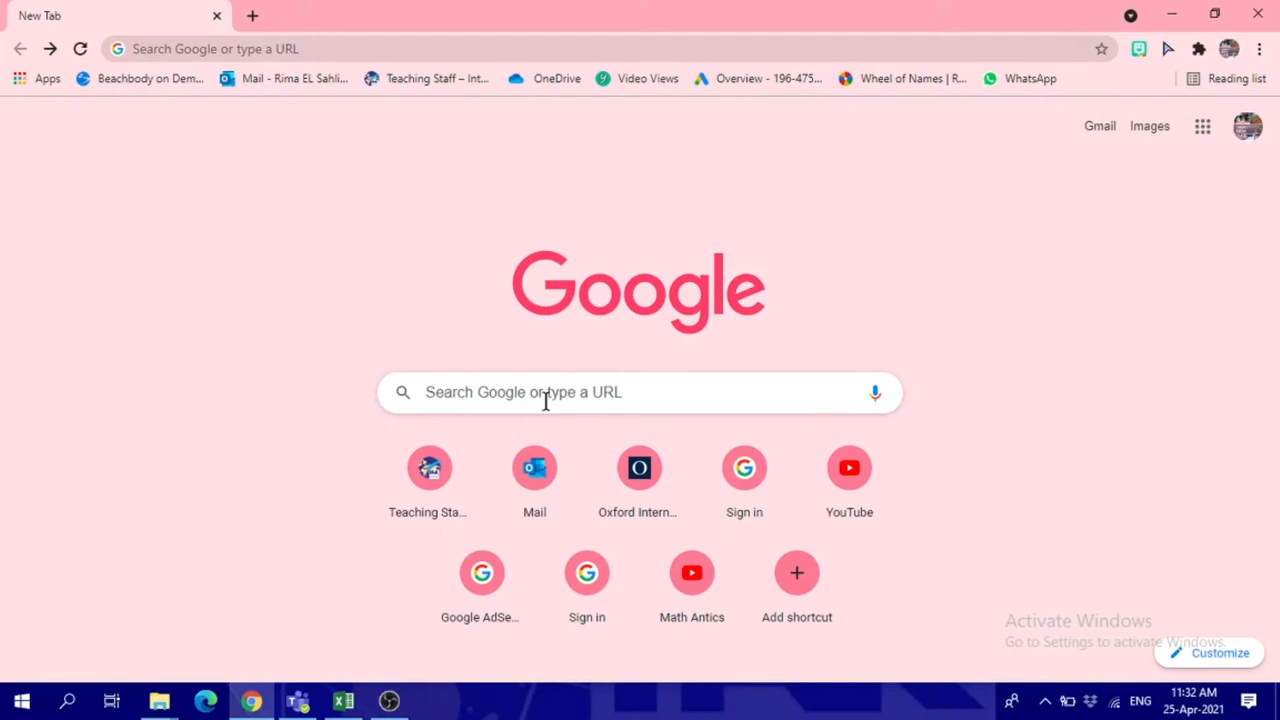 New Tab
Search Google or type a URL
Apps Beachbody on Dem... Mail - Rima EL Sahli... Teaching Staff – Int... OneDrive Video Views Overview - 196-475... Wheel of Names | R... WhatsApp Reading list
Gmail Images
Google
Search Google or type a URL
Teaching Sta... Mail Oxford Intern... Sign in YouTube
Google AdSe... Sign in Math Antics Add shortcut
Activate Windows
Go to Settings to activate Windows.
Customize
ENG 11:32 AM
25-Apr-2021